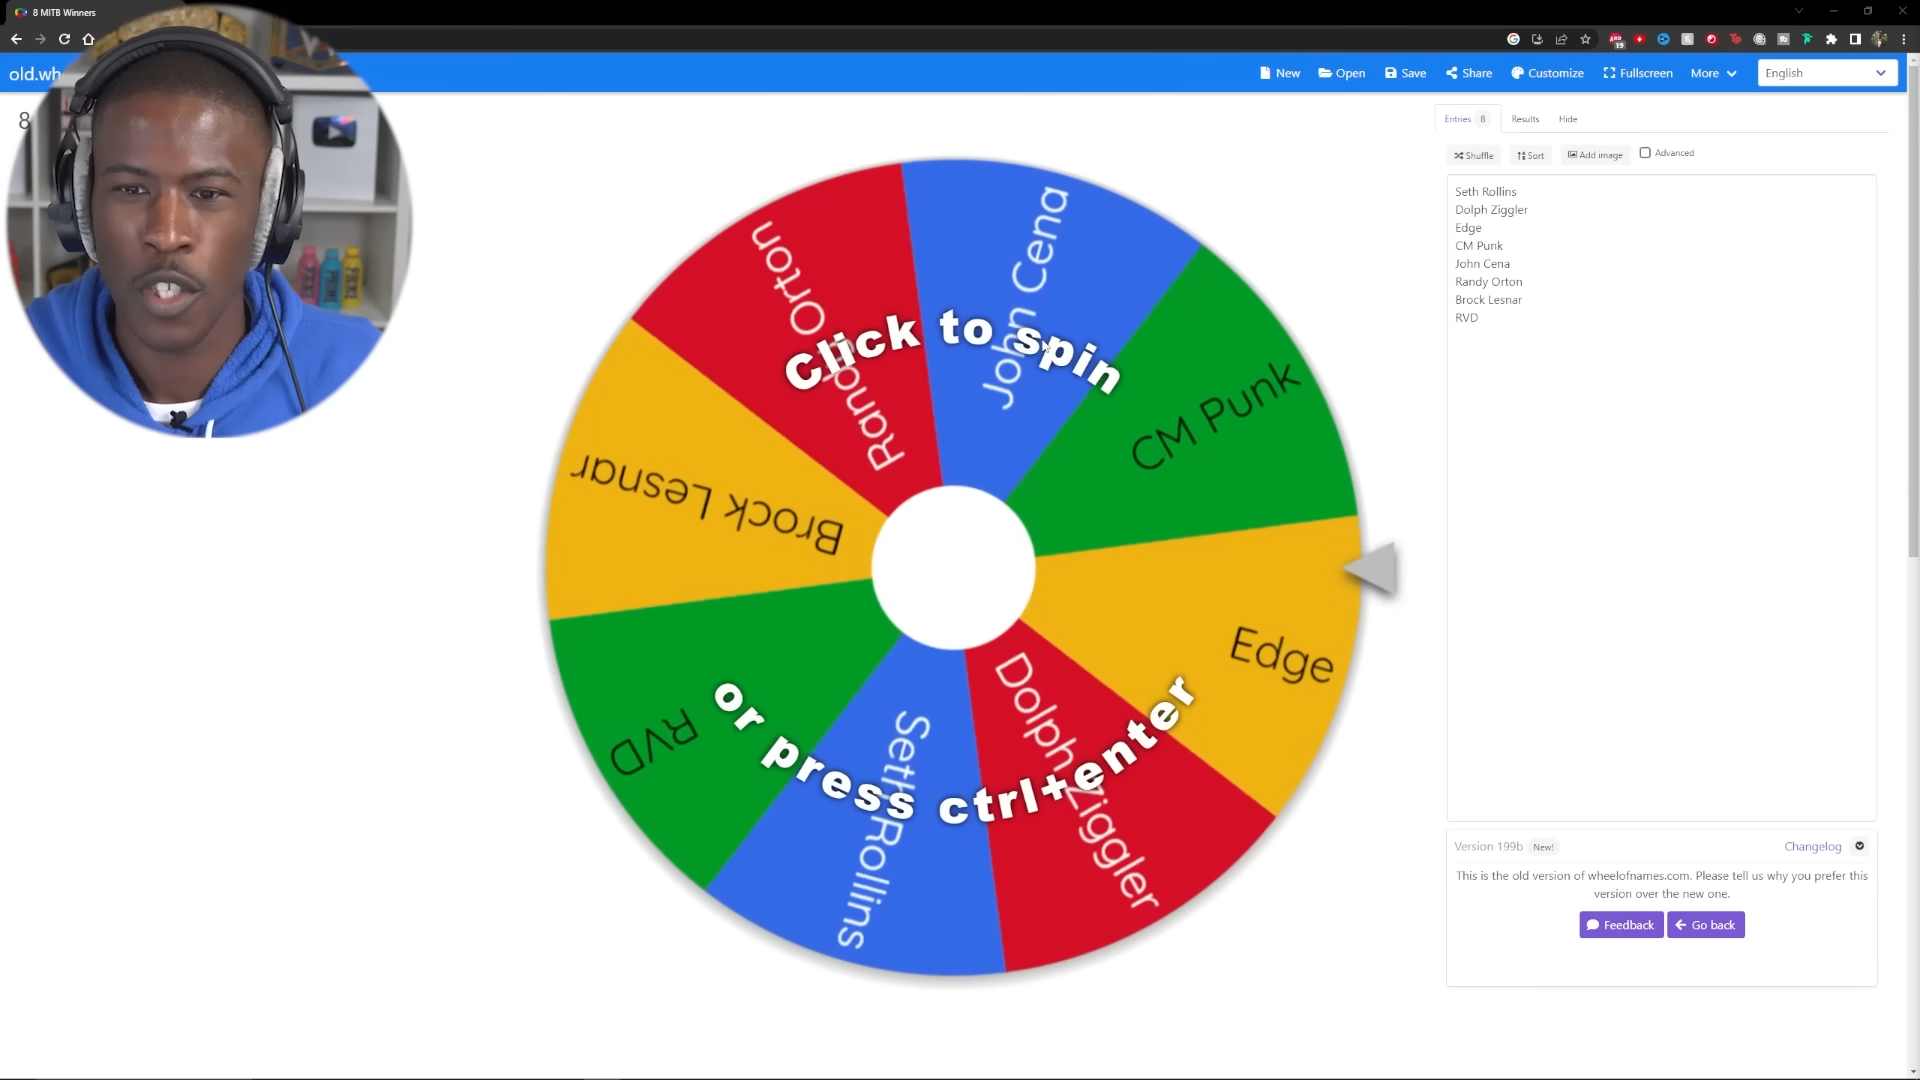 8 MITB Winners
old.wh
New
Open
Save
Share
Customize
Fullscreen
More
English
8
Entries 8
Results
Hide
Shuffle
Sort
Add image
Advanced
Seth Rollins
Dolph Ziggler
Edge
CM Punk
John Cena
Randy Orton
Brock Lesnar
RVD
Click to spin
or press ctrl+enter
Randy Orton
John Cena
CM Punk
Edge
Dolph Ziggler
Seth Rollins
RVD
Brock Lesnar
Version 199b New!
Changelog
This is the old version of wheelofnames.com. Please tell us why you prefer this
version over the new one.
Feedback
Go back